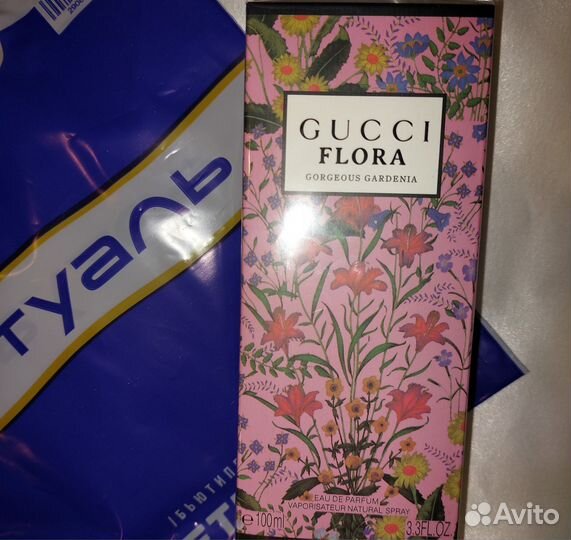 GUCCI
FLORA
GORGEOUS GARDENIA
EAU DE PARFUM
VAPORISATEUR NATURAL SPRAY
℮ 100ml 3.3FL.OZ.
туаль
Avito